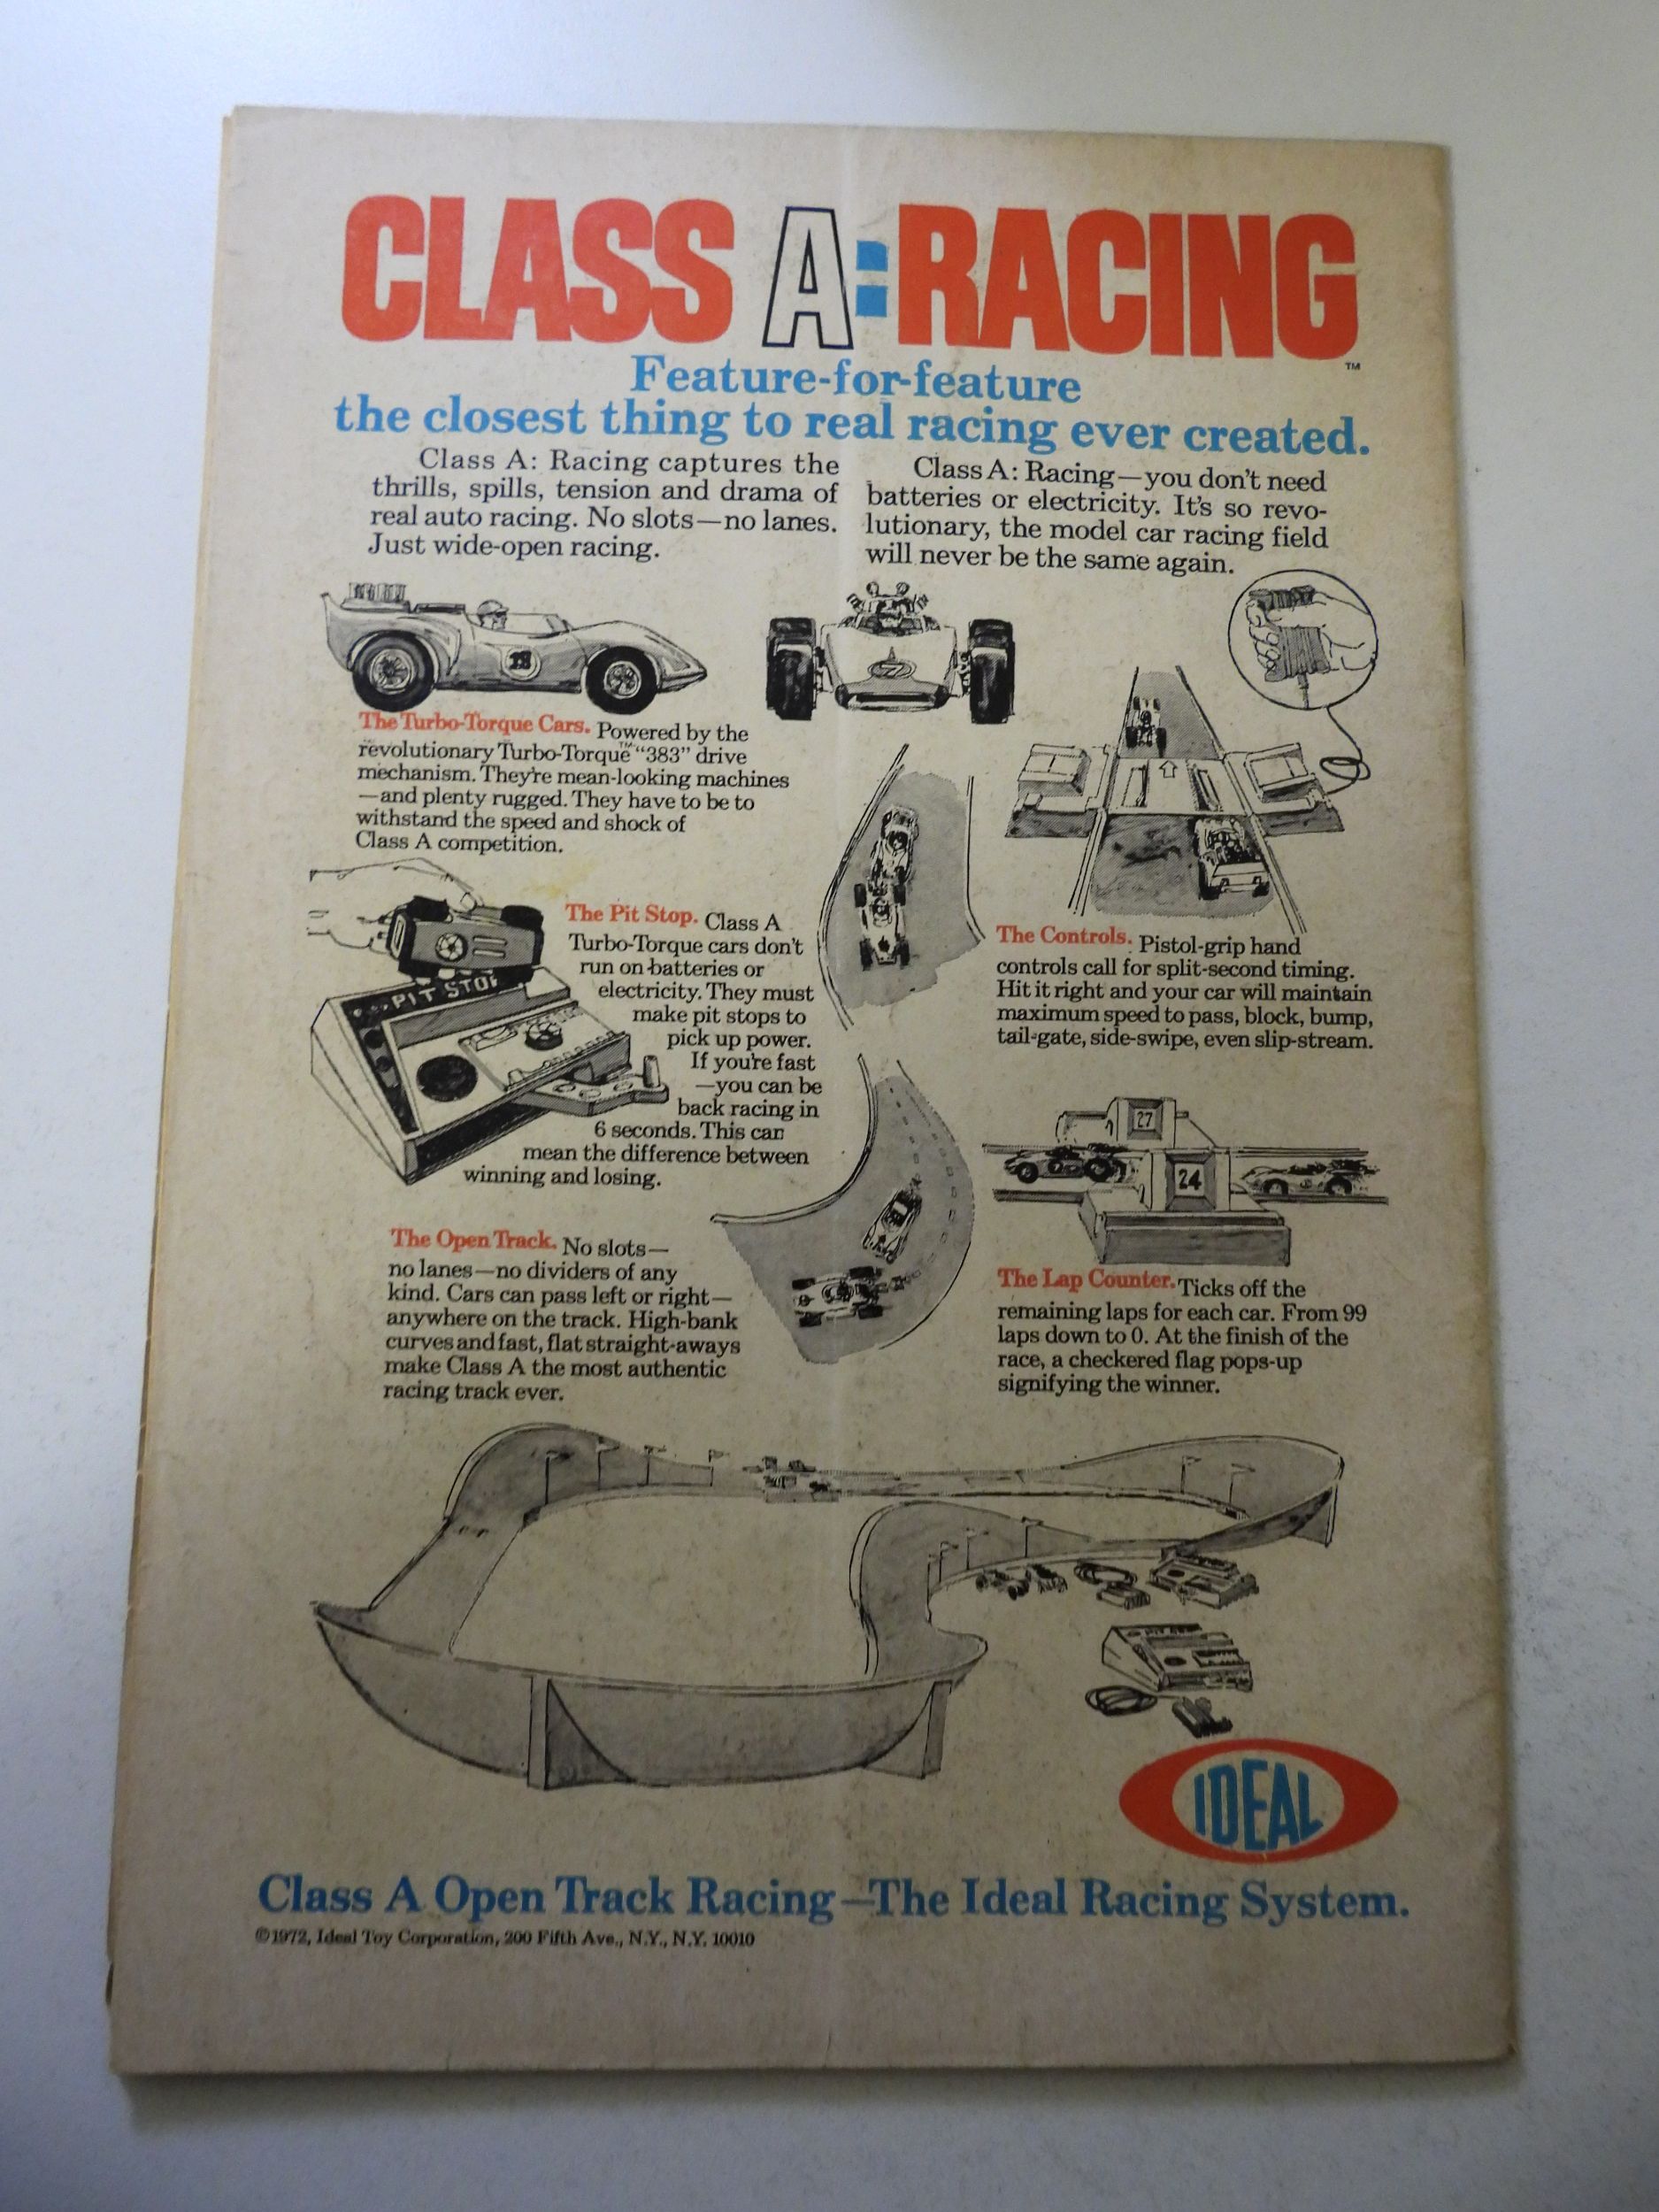 CLASS A:RACING
TM
Feature-for-feature
the closest thing to real racing ever created.
Class A: Racing captures the
thrills, spills, tension and drama of
real auto racing. No slots—no lanes.
Just wide-open racing.
Class A: Racing—you don't need
batteries or electricity. It's so revo-
lutionary, the model car racing field
will never be the same again.
The Turbo-Torque Cars. Powered by the
revolutionary Turbo-Torque™ "383" drive
mechanism. They're mean-looking machines
—and plenty rugged. They have to be to
withstand the speed and shock of
Class A competition.
PIT STOP
The Pit Stop. Class A
Turbo-Torque cars don't
run on batteries or
electricity. They must
make pit stops to
pick up power.
If you're fast
—you can be
back racing in
6 seconds. This can
mean the difference between
winning and losing.
The Controls. Pistol-grip hand
controls call for split-second timing.
Hit it right and your car will maintain
maximum speed to pass, block, bump,
tail-gate, side-swipe, even slip-stream.
27
24
The Open Track. No slots—
no lanes—no dividers of any
kind. Cars can pass left or right—
anywhere on the track. High-bank
curves and fast, flat straight-aways
make Class A the most authentic
racing track ever.
The Lap Counter. Ticks off the
remaining laps for each car. From 99
laps down to 0. At the finish of the
race, a checkered flag pops-up
signifying the winner.
IDEAL
Class A Open Track Racing—The Ideal Racing System.
©1972, Ideal Toy Corporation, 200 Fifth Ave., N.Y., N.Y. 10010